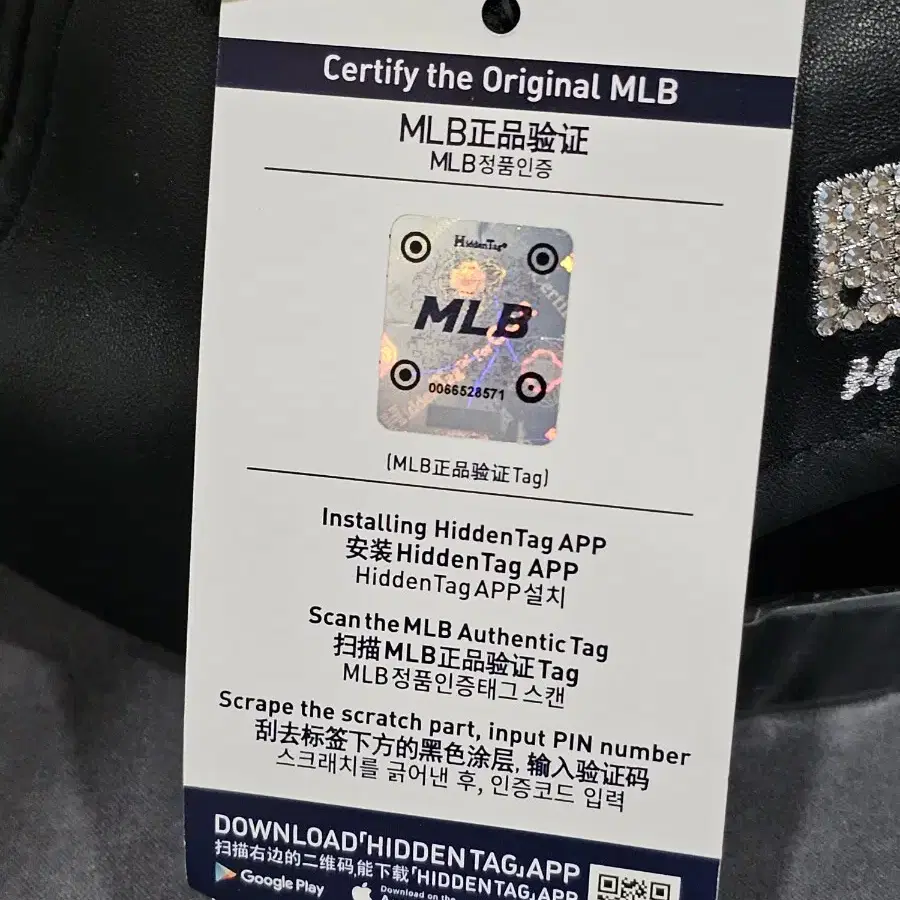 Certify the Original MLB
MLB正品验证
MLB정품인증
HiddenTag®
MLB
0066528571
(MLB正品验证Tag)
Installing HiddenTag APP
安装HiddenTag APP
HiddenTag APP설치
Scan the MLB Authentic Tag
扫描MLB正品验证Tag
MLB정품인증태그 스캔
Scrape the scratch part, input PIN number
刮去标签下方的黑色涂层, 输入验证码
스크래치를 긁어낸 후, 인증코드 입력
DOWNLOAD「HIDDEN TAG」APP
扫描右边的二维码,能下载「HIDDENTAG」APP
Google Play
Download on the